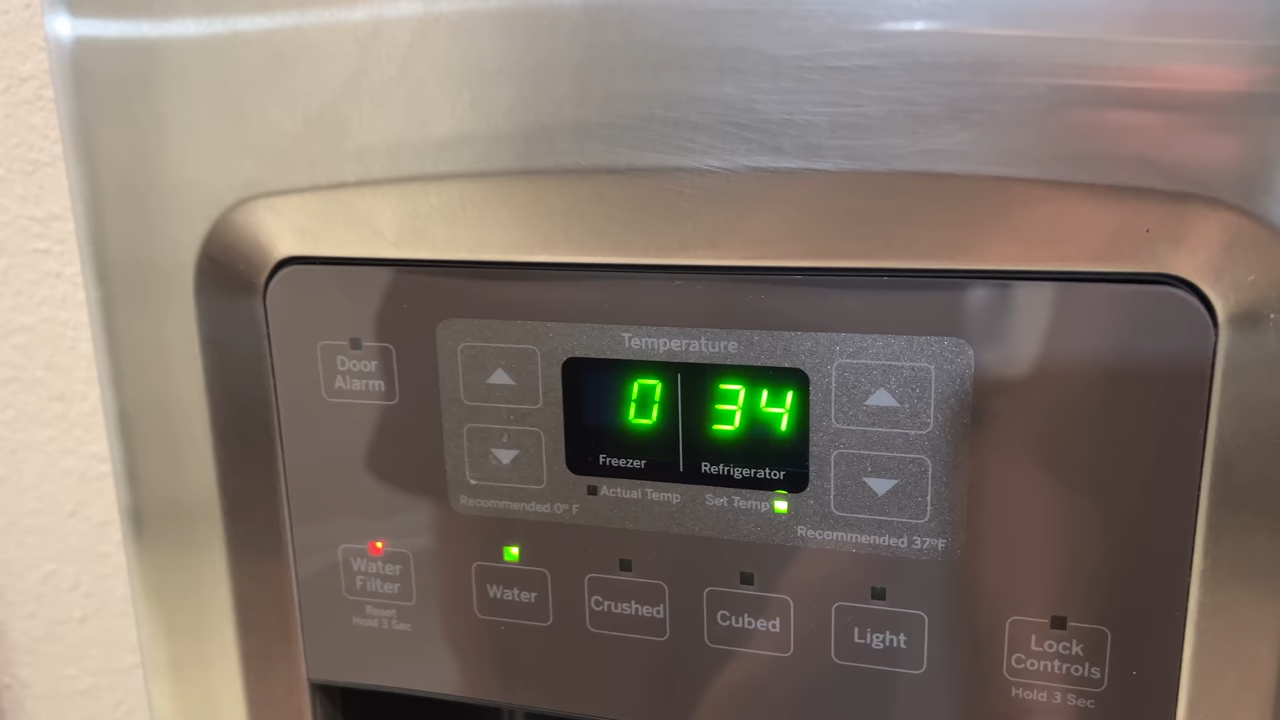 Temperature
Door
Alarm
0 34
Freezer
Refrigerator
Actual Temp
Set Temp
Recommended 0° F
Recommended 37°F
Water
Filter
Reset
Hold 3 Sec
Water
Crushed
Cubed
Light
Lock
Controls
Hold 3 Sec